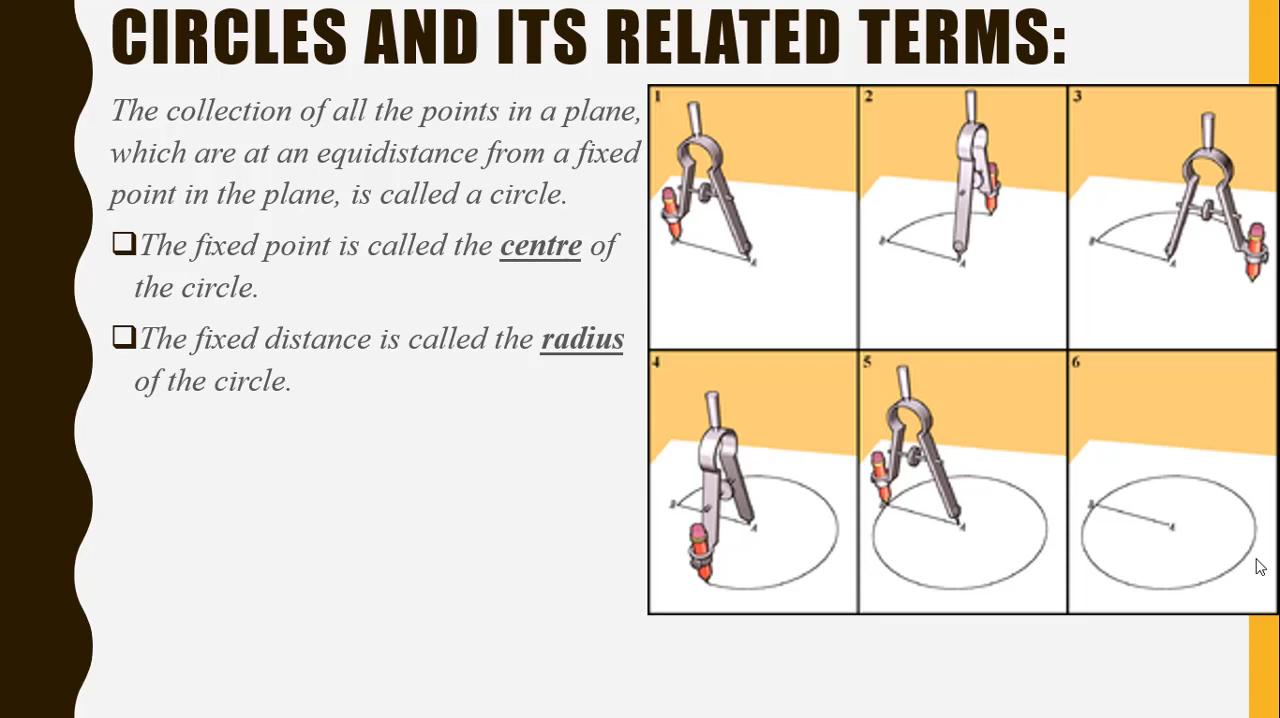 CIRCLES AND ITS RELATED TERMS:
The collection of all the points in a plane,
which are at an equidistance from a fixed
point in the plane, is called a circle.
The fixed point is called the centre of
the circle.
The fixed distance is called the radius
of the circle.
1
2
3
B A
B A
B A
4
5
6
B A
A
B A